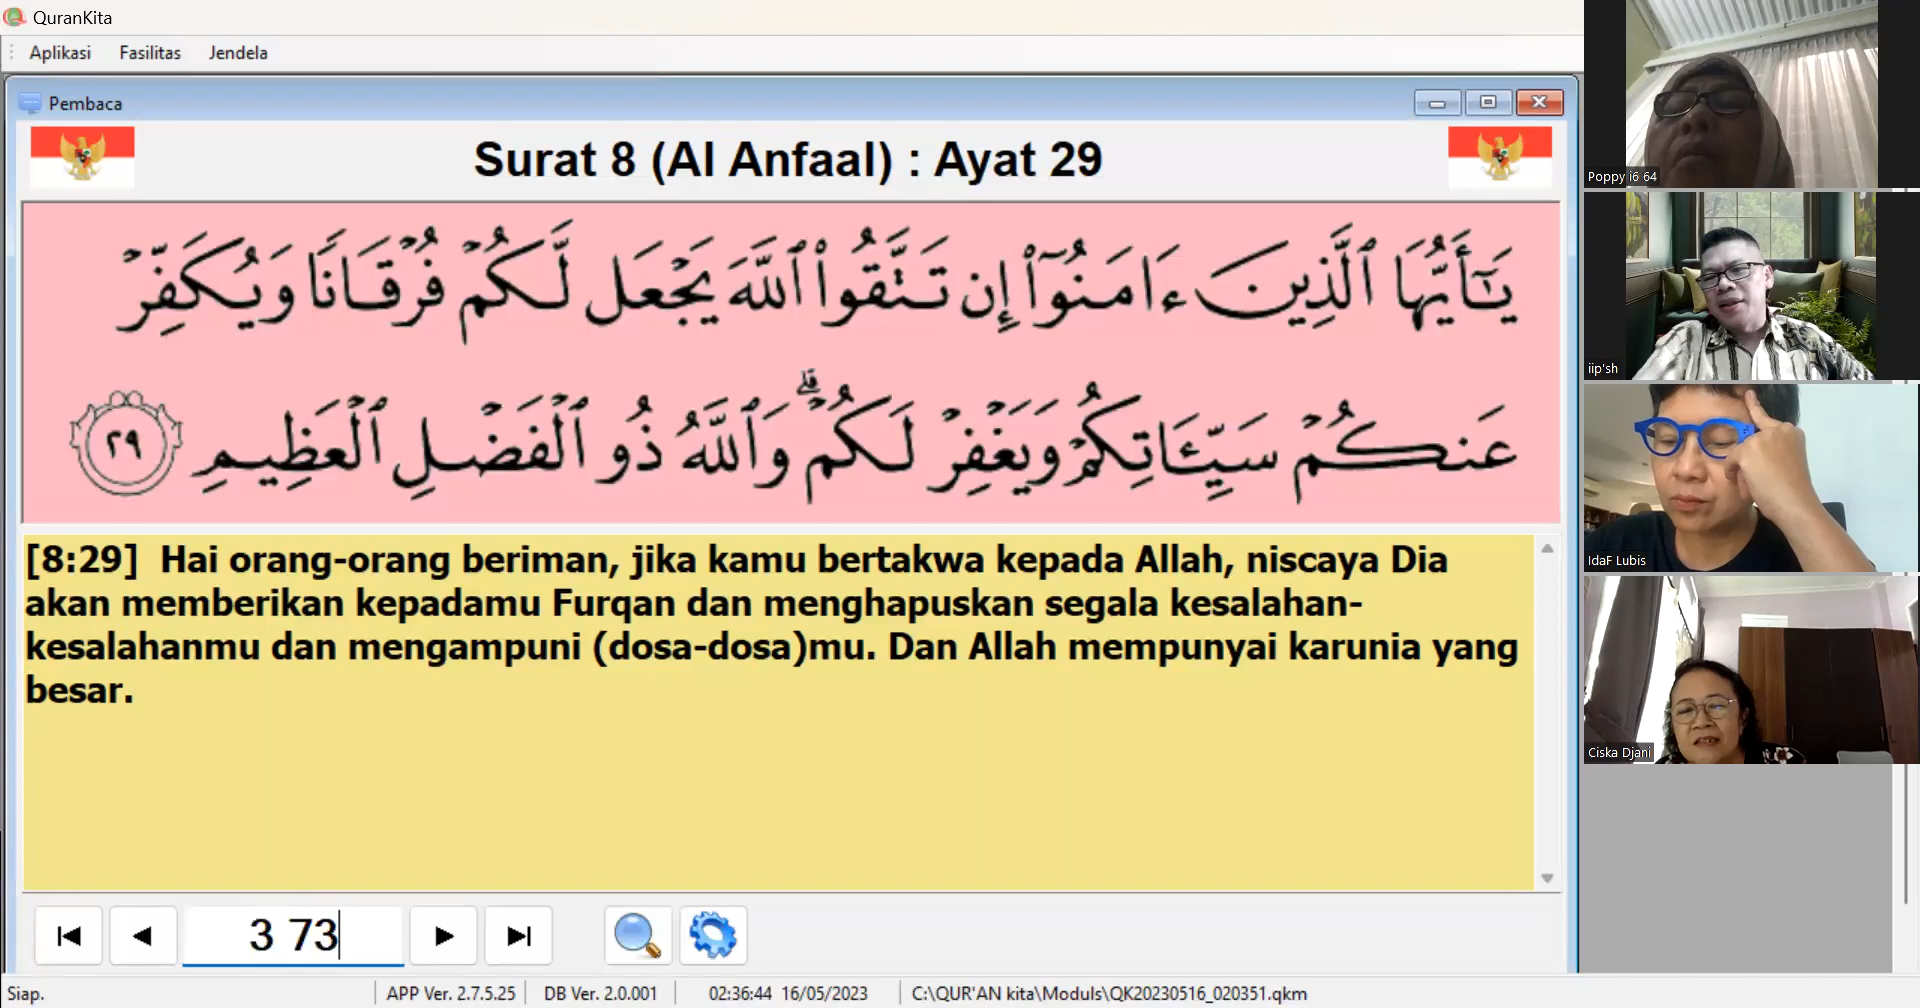 QuranKita
Aplikasi Fasilitas Jendela
Pembaca
Surat 8 (Al Anfaal) : Ayat 29
يَـٰٓأَيُّهَا ٱلَّذِينَ ءَامَنُوٓا۟ إِن تَتَّقُوا۟ ٱللَّهَ يَجْعَل لَّكُمْ فُرْقَانًا وَيُكَفِّرْ
عَنكُمْ سَيِّـَٔاتِكُمْ وَيَغْفِرْ لَكُمْ ۗ وَٱللَّهُ ذُو ٱلْفَضْلِ ٱلْعَظِيمِ ٢٩
[8:29] Hai orang-orang beriman, jika kamu bertakwa kepada Allah, niscaya Dia
akan memberikan kepadamu Furqan dan menghapuskan segala kesalahan-
kesalahanmu dan mengampuni (dosa-dosa)mu. Dan Allah mempunyai karunia yang
besar.
3 73
Siap. APP Ver. 2.7.5.25 DB Ver. 2.0.001 02:36:44 16/05/2023 C:\QUR'AN kita\Moduls\QK20230516_020351.qkm
Poppy i6 64
iip'sh
IdaF Lubis
Ciska Djani